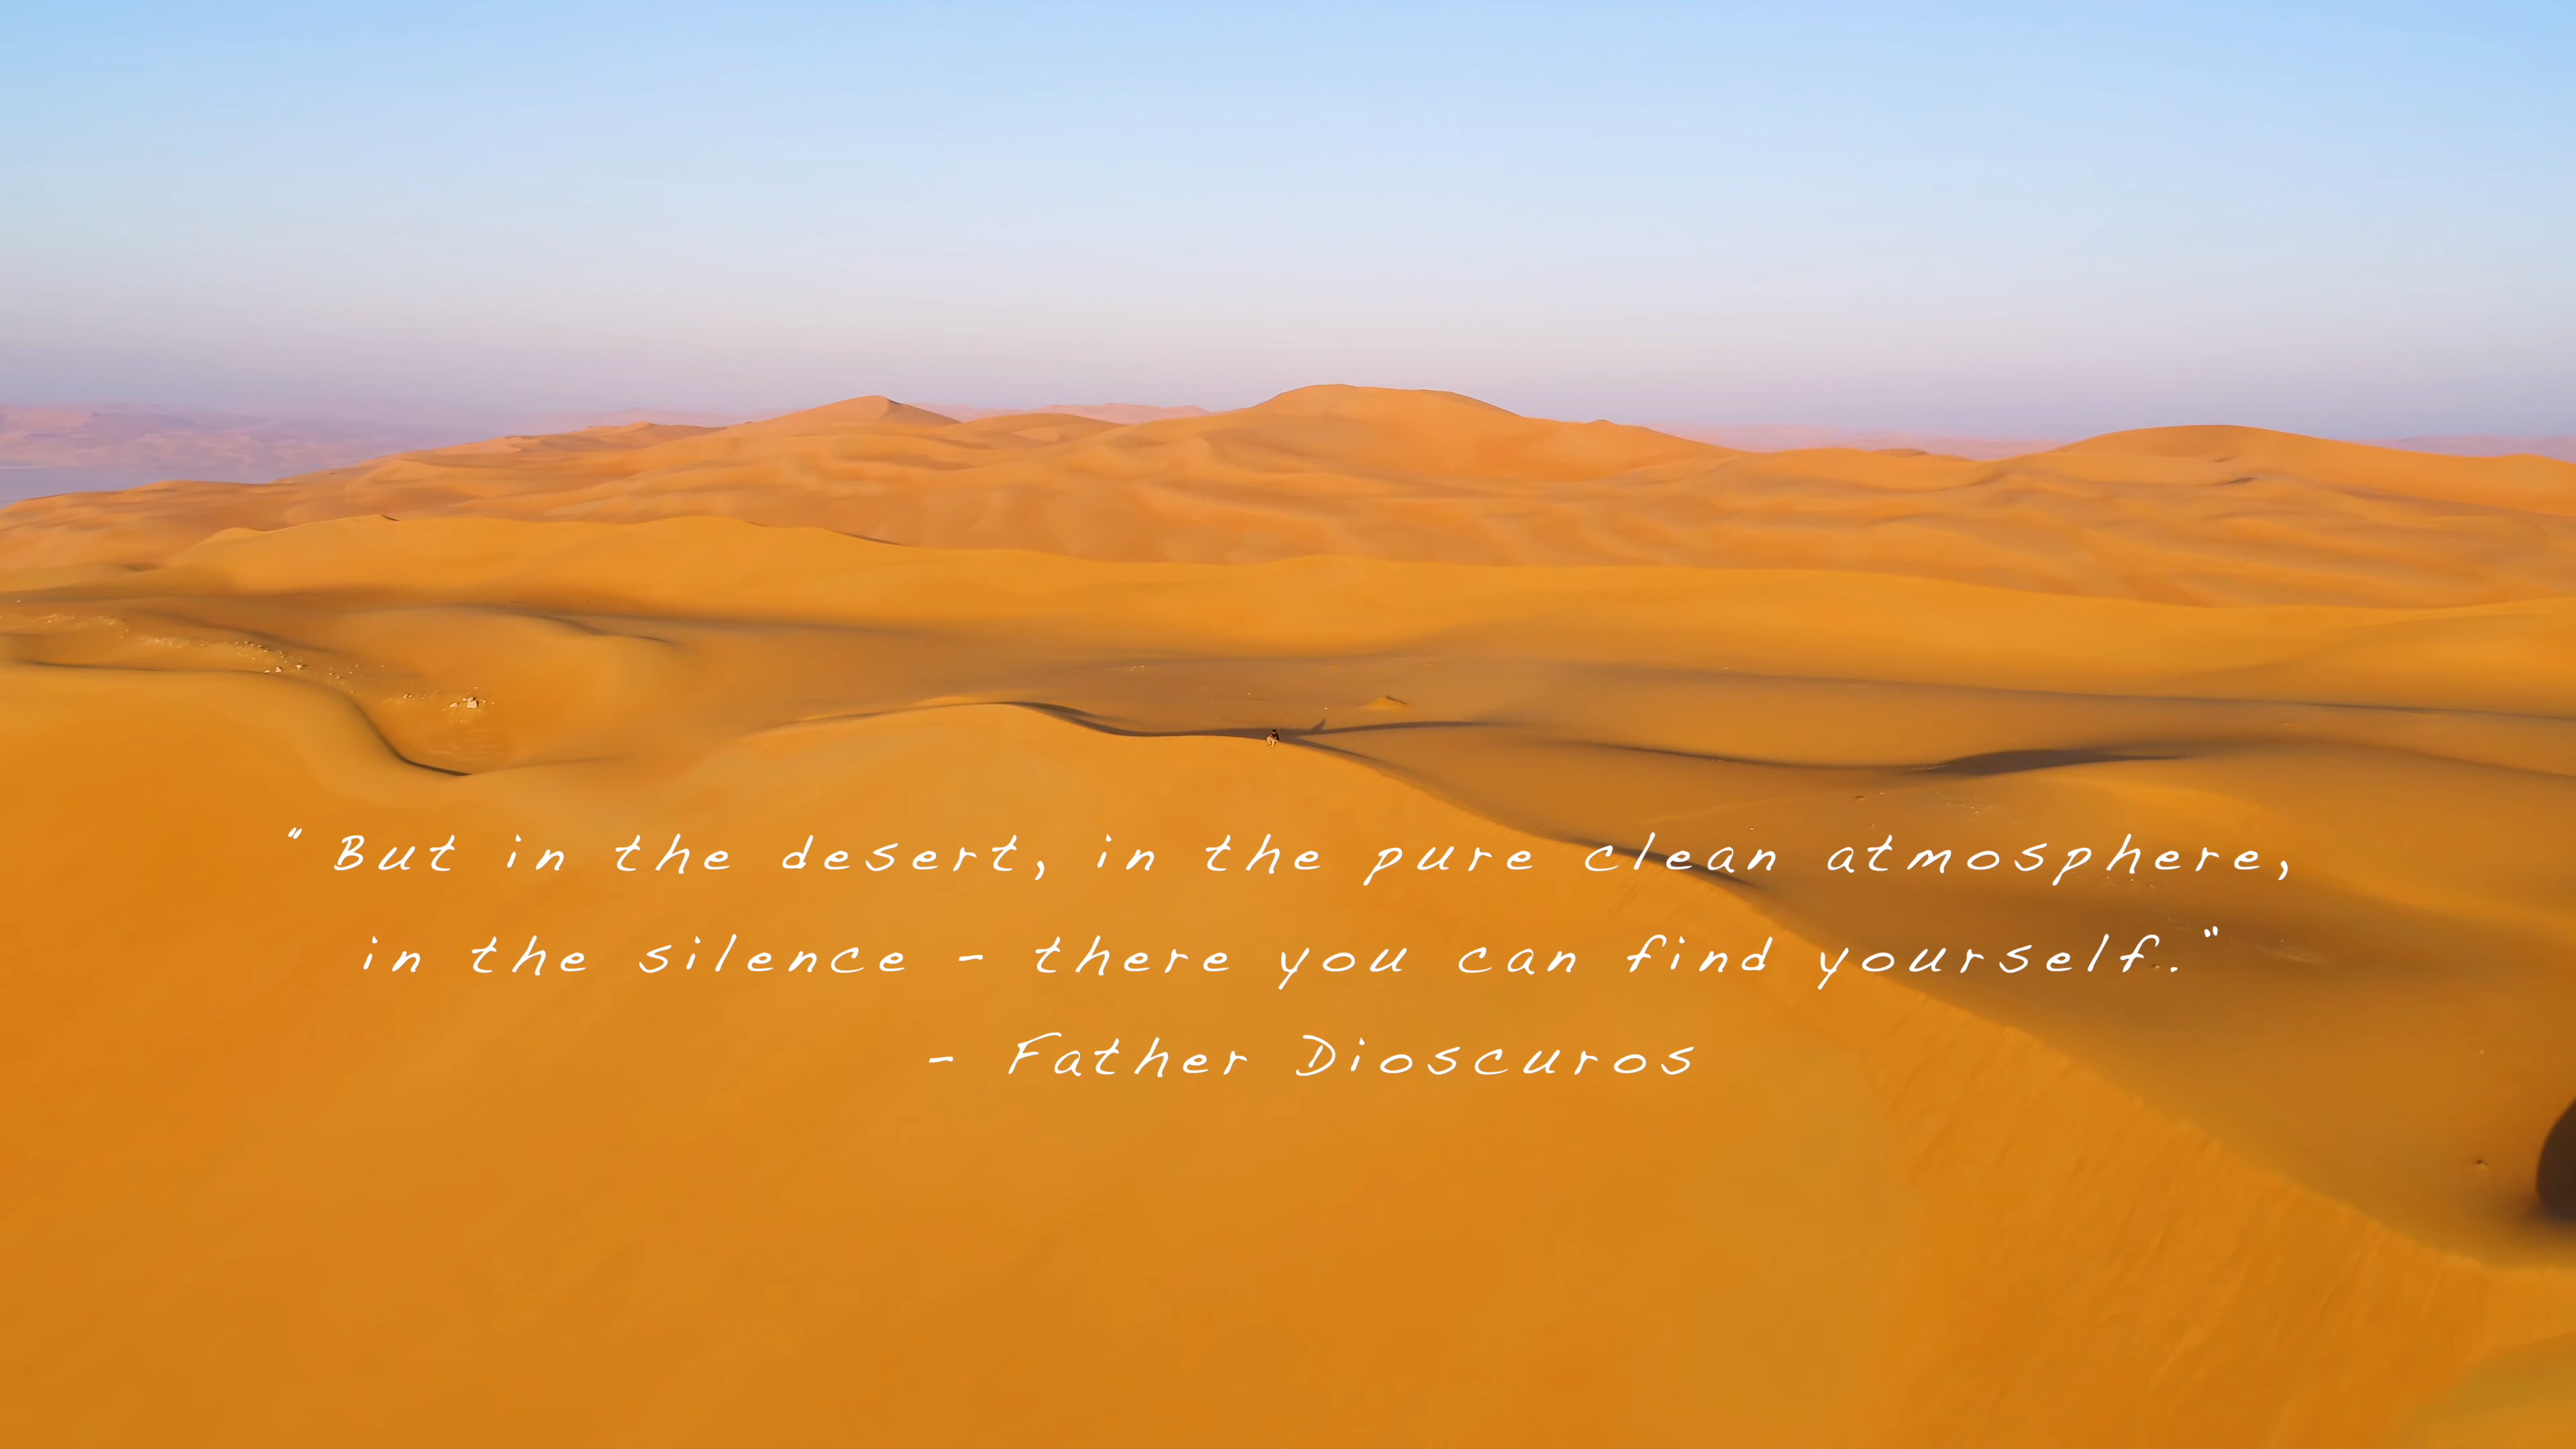 "But in the desert, in the pure clean atmosphere,
in the silence - there you can find yourself."
- Father Dioscuros